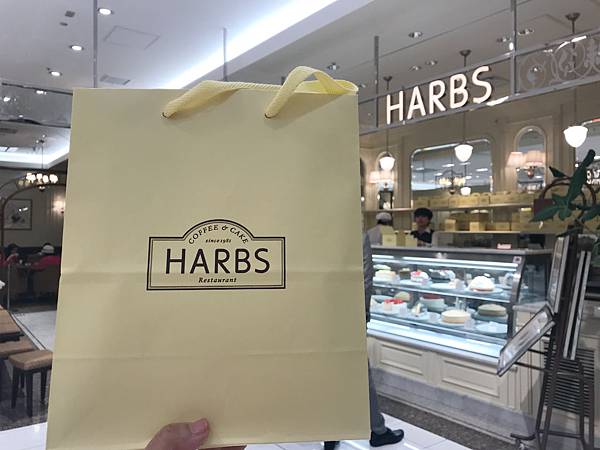 HARBS
COFFEE & CAKE
since 1981
HARBS
Restaurant